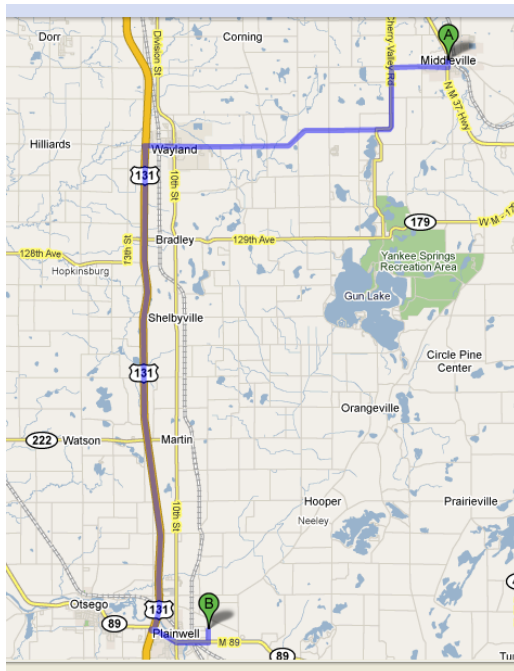 Dorr
Division St
Corning
Cherry Valley Rd
A
Middleville
N M 37 Hwy
Hilliards
Wayland
131
10th St
179
W M - 17
13th St
Bradley
129th Ave
128th Ave
Hopkinsburg
Yankee Springs
Recreation Area
Gun Lake
Shelbyville
131
Circle Pine
Center
Orangeville
222
Watson
Martin
10th St
Hooper
Neeley
Prairieville
Otsego
131
B
89
Plainwell
M 89
89